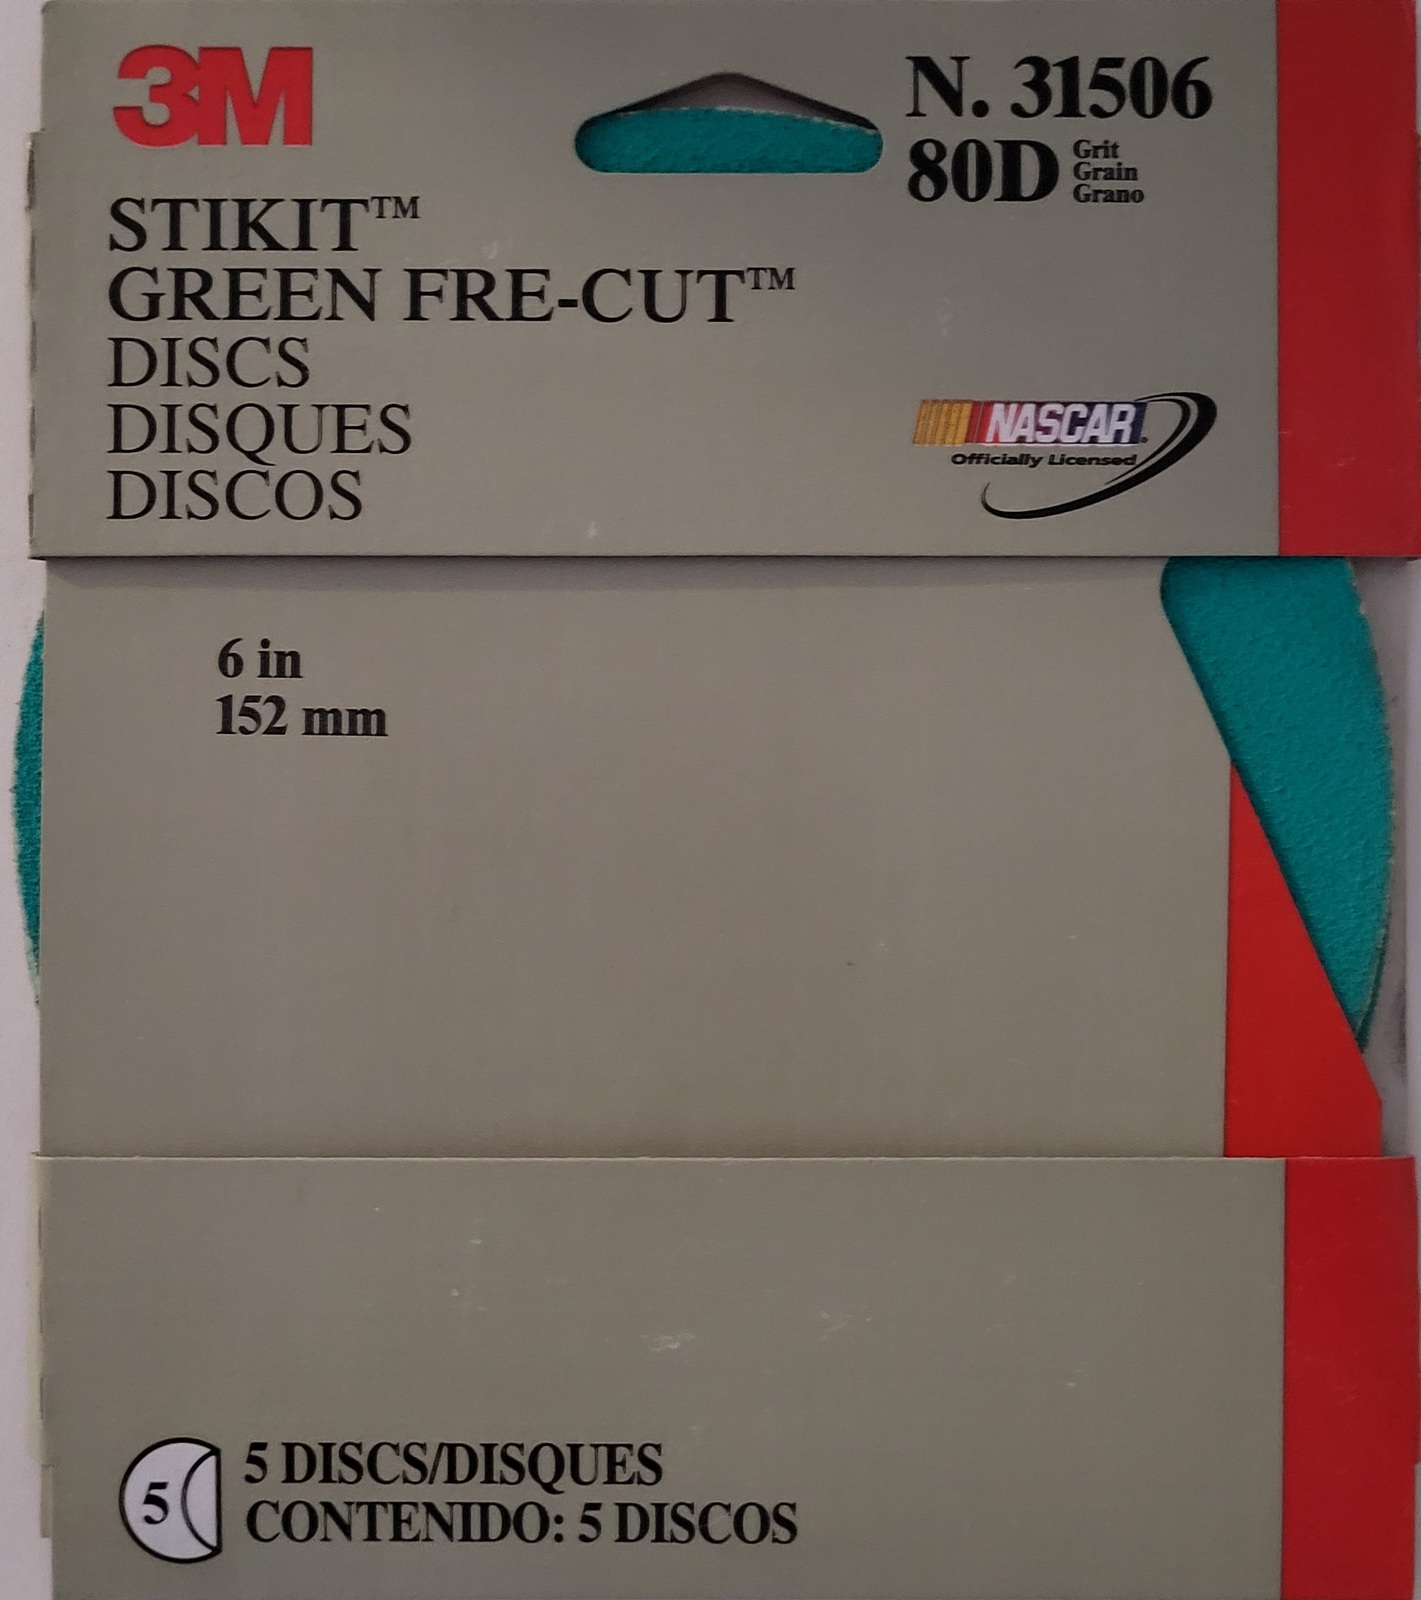 3M
N. 31506
80D Grit
Grain
Grano
STIKIT™
GREEN FRE-CUT™
DISCS
DISQUES
DISCOS
NASCAR.
Officially Licensed
6 in
152 mm
5
5 DISCS/DISQUES
CONTENIDO: 5 DISCOS